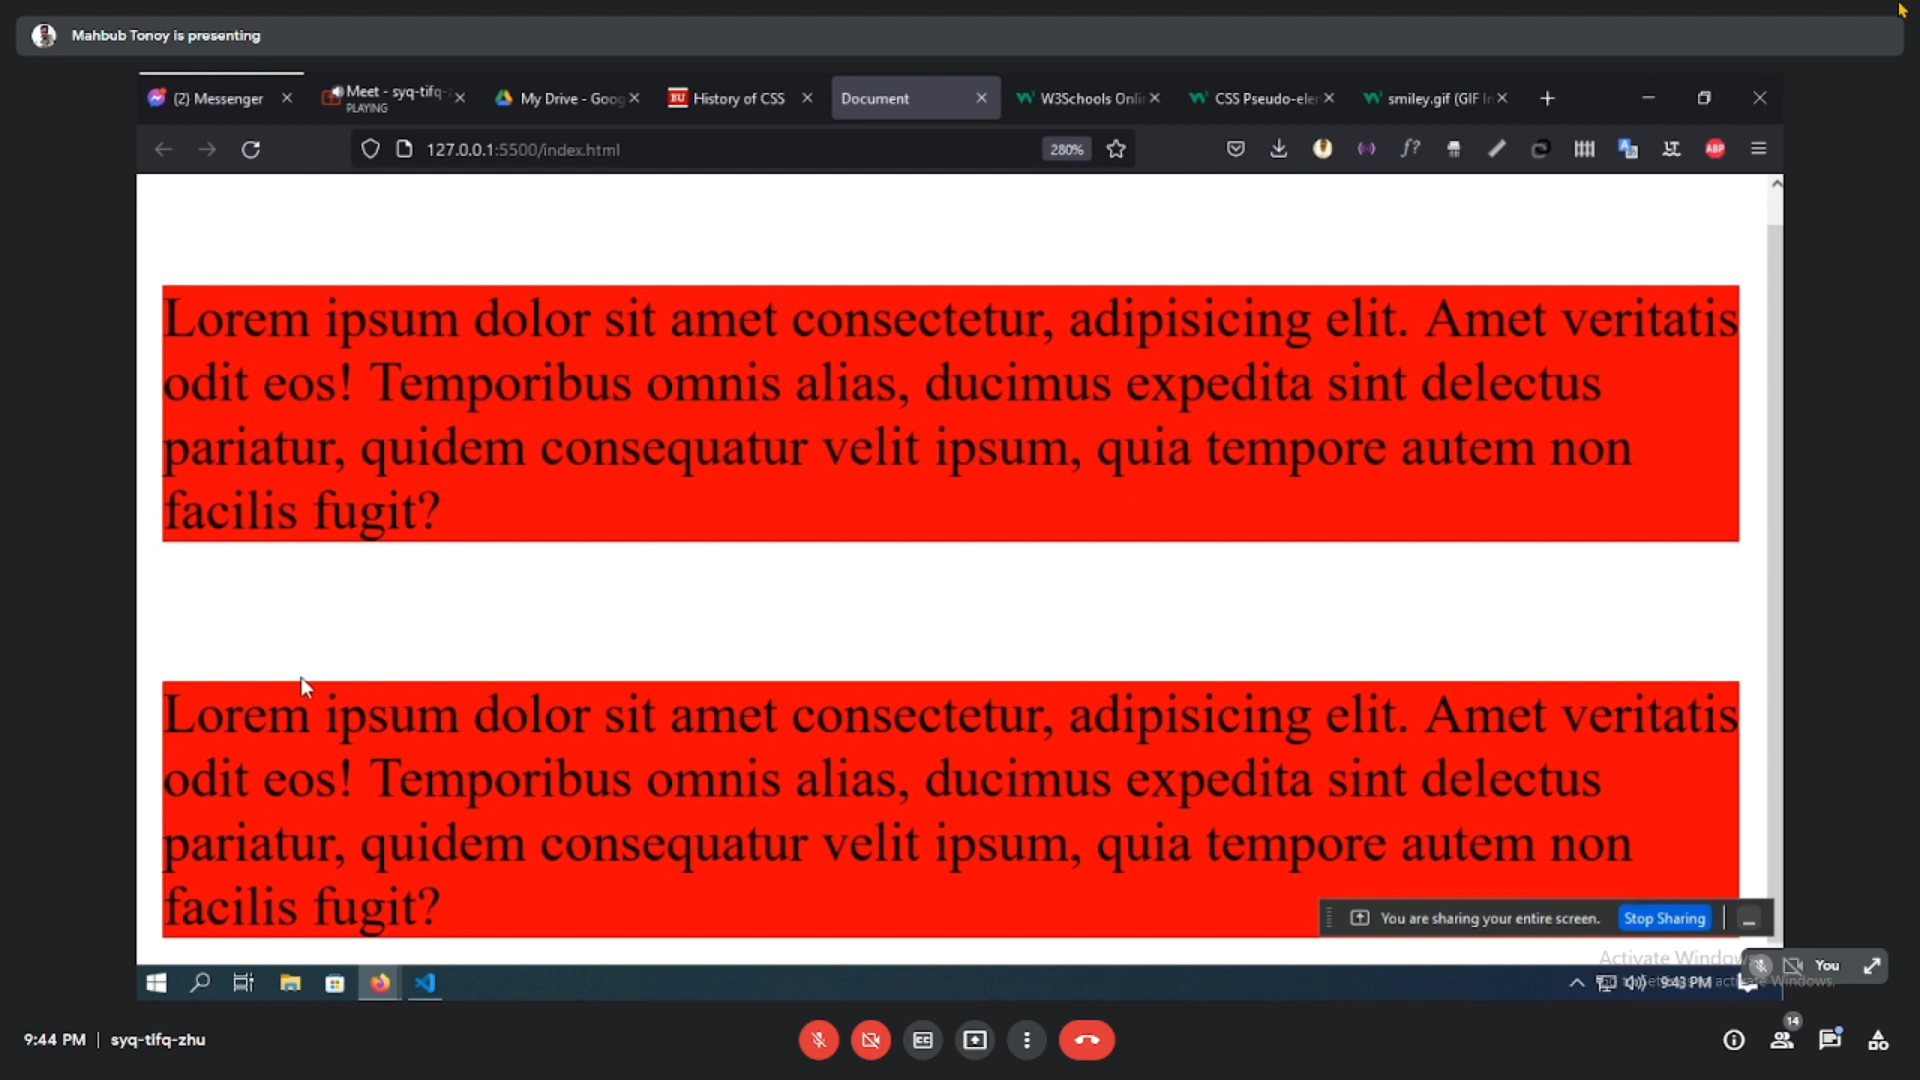 Mahbub Tonoy is presenting
(2) Messenger
Meet - syq-tifq-
PLAYING
My Drive - Goog
EU
History of CSS
Document
W3Schools Onli
CSS Pseudo-ele
smiley.gif (GIF I
127.0.0.1:5500/index.html
280%
f?
ABP
Lorem ipsum dolor sit amet consectetur, adipisicing elit. Amet veritatis
odit eos! Temporibus omnis alias, ducimus expedita sint delectus
pariatur, quidem consequatur velit ipsum, quia tempore autem non
facilis fugit?
Lorem ipsum dolor sit amet consectetur, adipisicing elit. Amet veritatis
odit eos! Temporibus omnis alias, ducimus expedita sint delectus
pariatur, quidem consequatur velit ipsum, quia tempore autem non
facilis fugit?
You are sharing your entire screen.
Stop Sharing
Activate Window
You
9:43 PM
Windows.
9:44 PM
syq-tifq-zhu
14